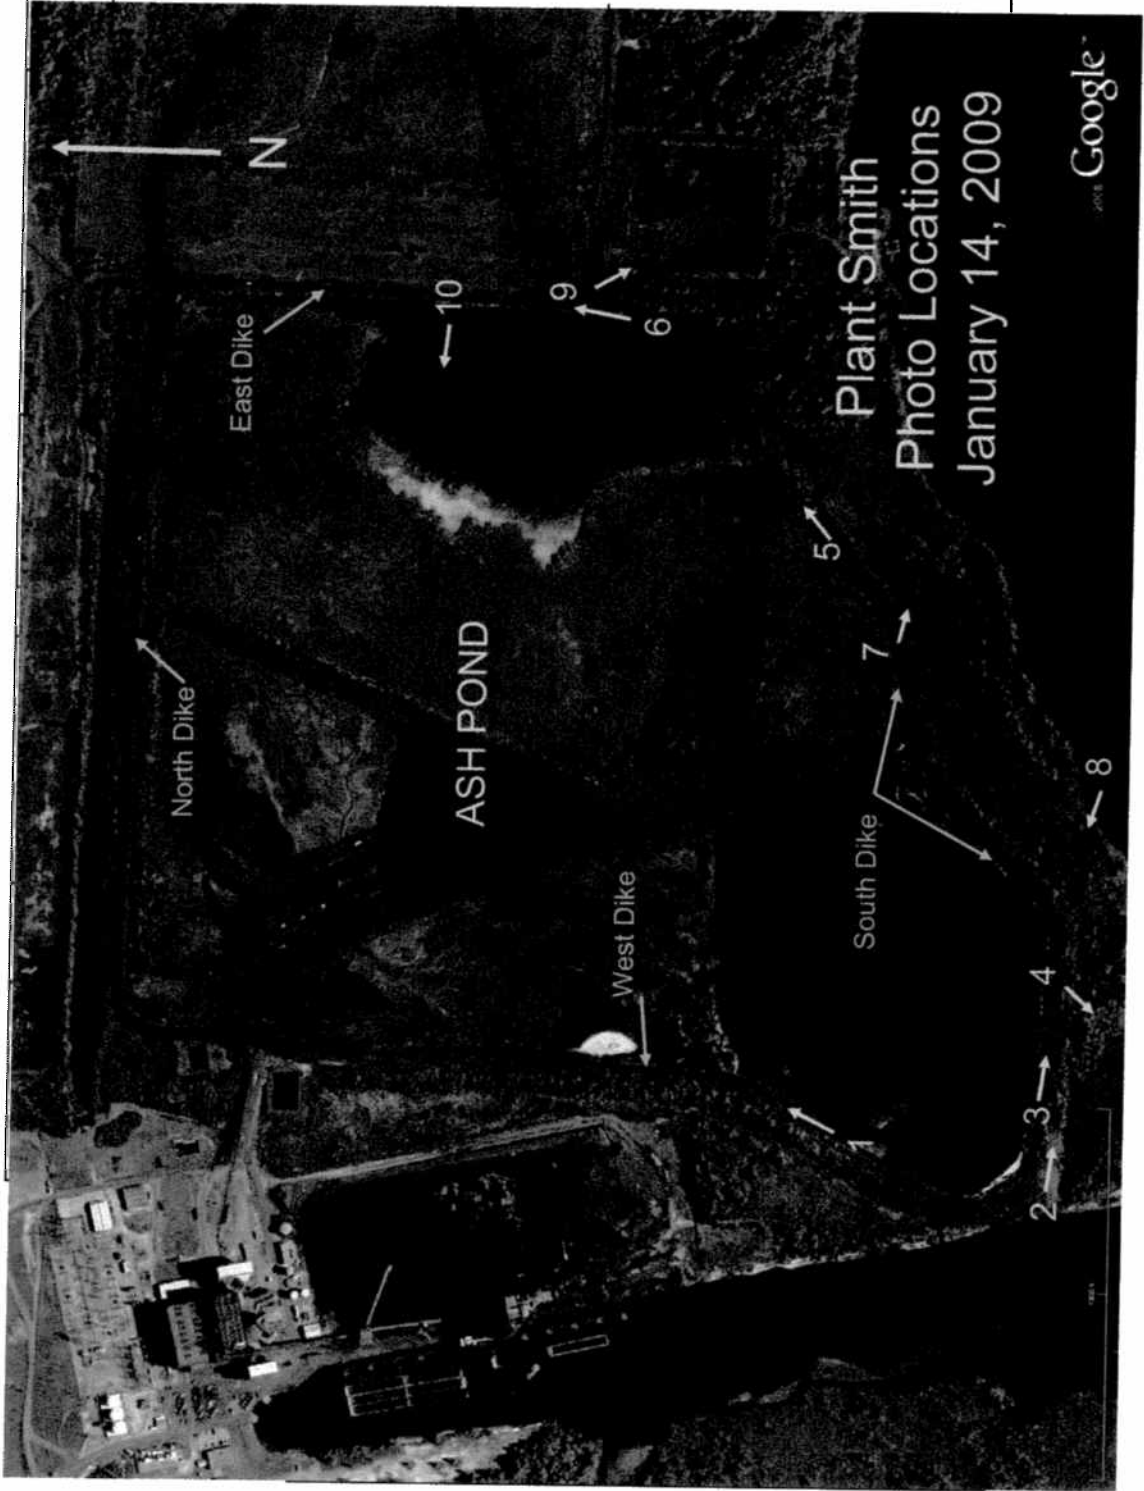 North Dike
East Dike
N
10
ASH POND
9
West Dike
6
5
1
South Dike
7
Plant Smith
Photo Locations
January 14, 2009
2
3
4
8
Google